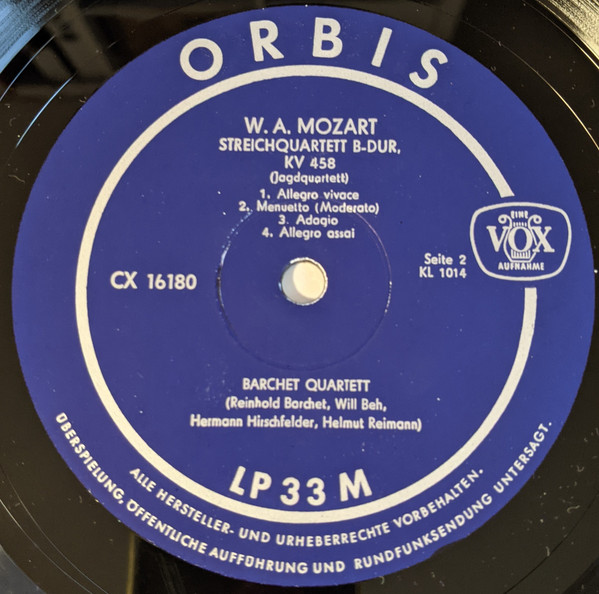 ORBIS
W. A. MOZART
STREICHQUARTETT B-DUR,
KV 458
(Jagdquartett)
1. Allegro vivace
2. Menuetto (Moderato)
3. Adagio
4. Allegro assai
CX 16180
EINE
VOX
AUFNAHME
Seite 2
KL 1014
BARCHET QUARTETT
(Reinhold Barchet, Will Beh,
Hermann Hirschfelder, Helmut Reimann)
LP 33 M
ALLE HERSTELLER- UND URHEBERRECHTE VORBEHALTEN.
ÜBERSPIELUNG, ÖFFENTLICHE AUFFÜHRUNG UND RUNDFUNKSENDUNG UNTERSAGT.